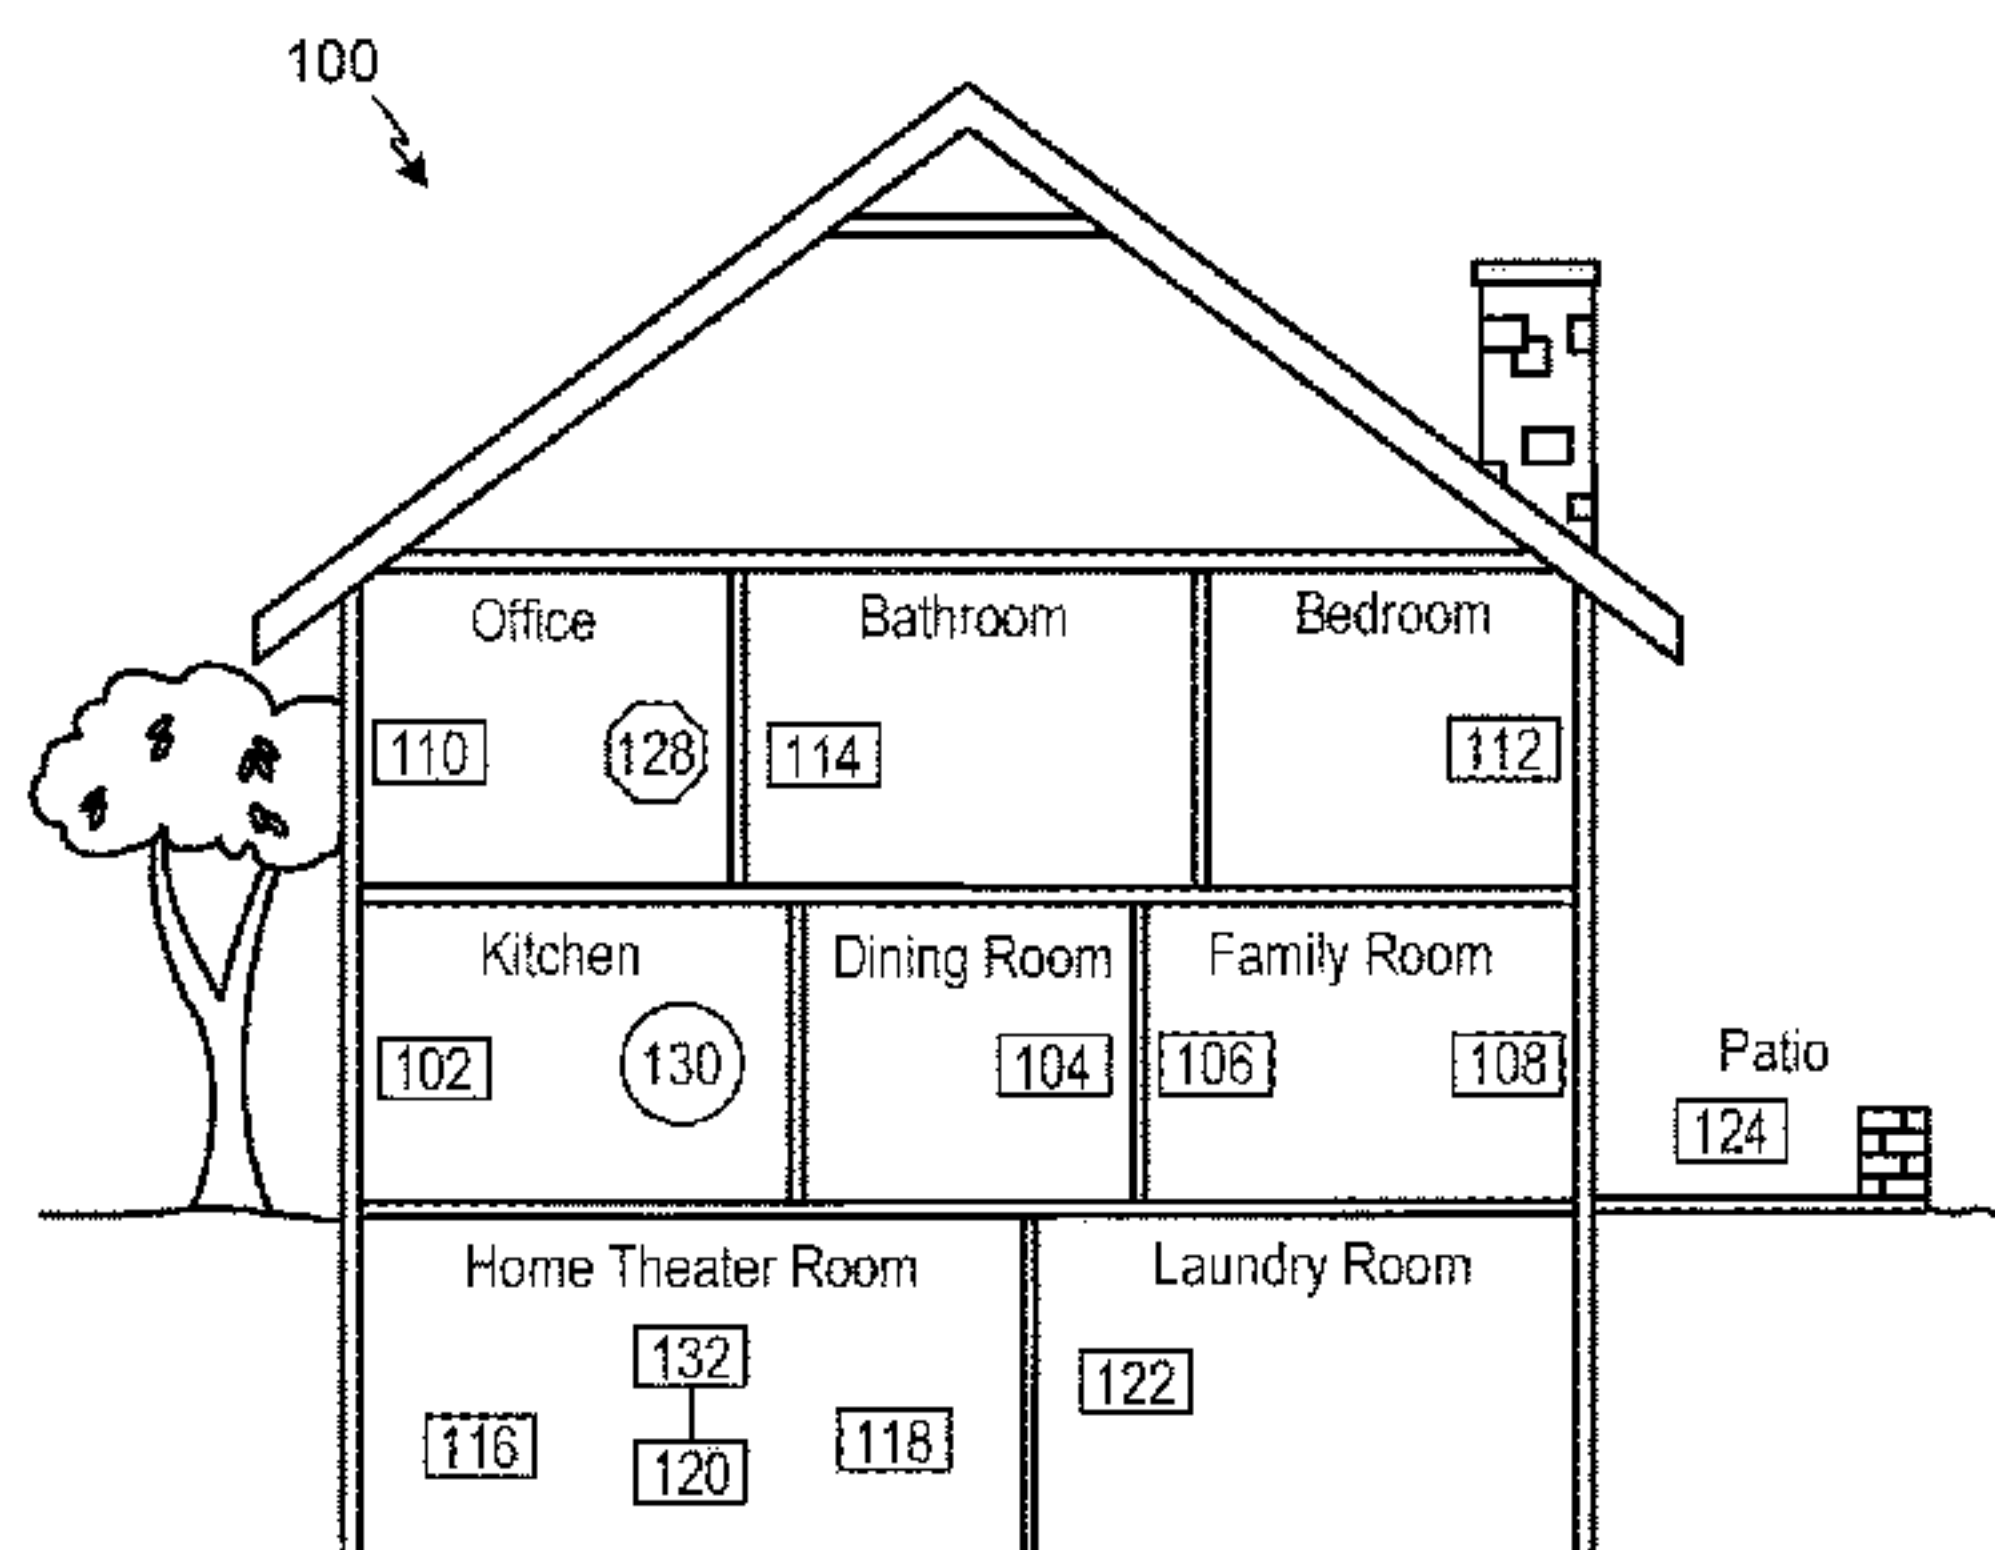 100
Office
Bathroom
Bedroom
110
128
114
112
Kitchen
Dining Room
Family Room
102
130
104
106
108
Patio
124
Home Theater Room
Laundry Room
132
122
116
120
118